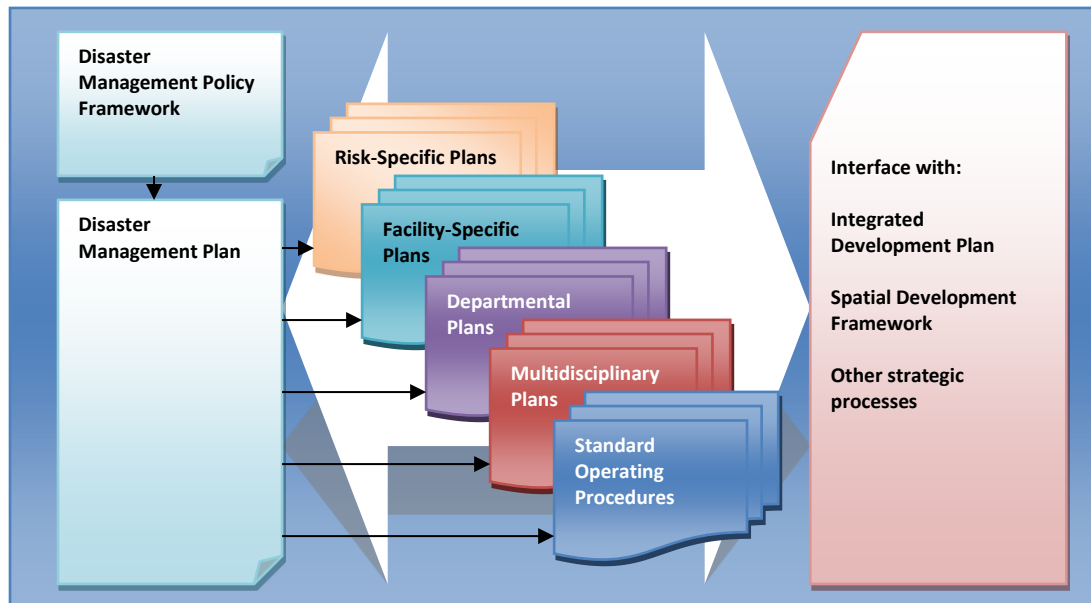 Disaster
Management Policy
Framework
Disaster
Management Plan
Risk-Specific Plans
Facility-Specific
Plans
Departmental
Plans
Multidisciplinary
Plans
Standard
Operating
Procedures
Interface with:
Integrated
Development Plan
Spatial Development
Framework
Other strategic
processes